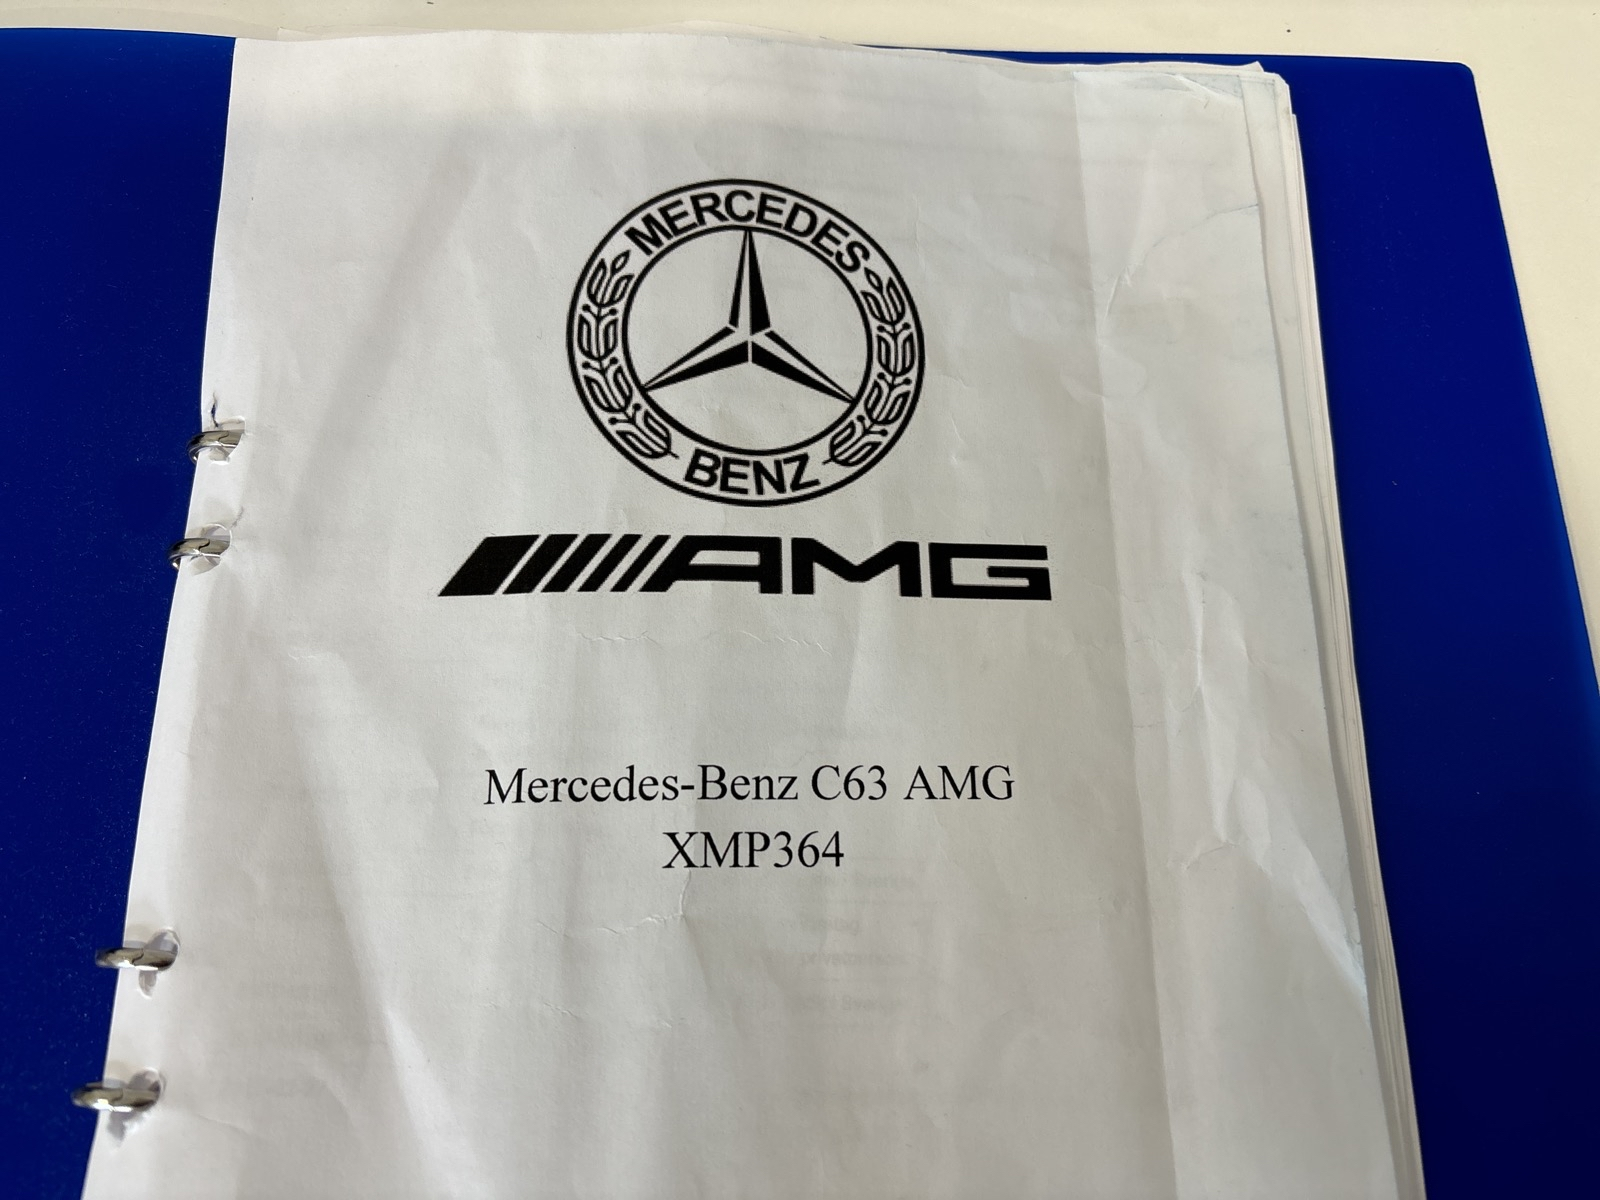 MERCEDES
BENZ
AMG
Mercedes-Benz C63 AMG
XMP364